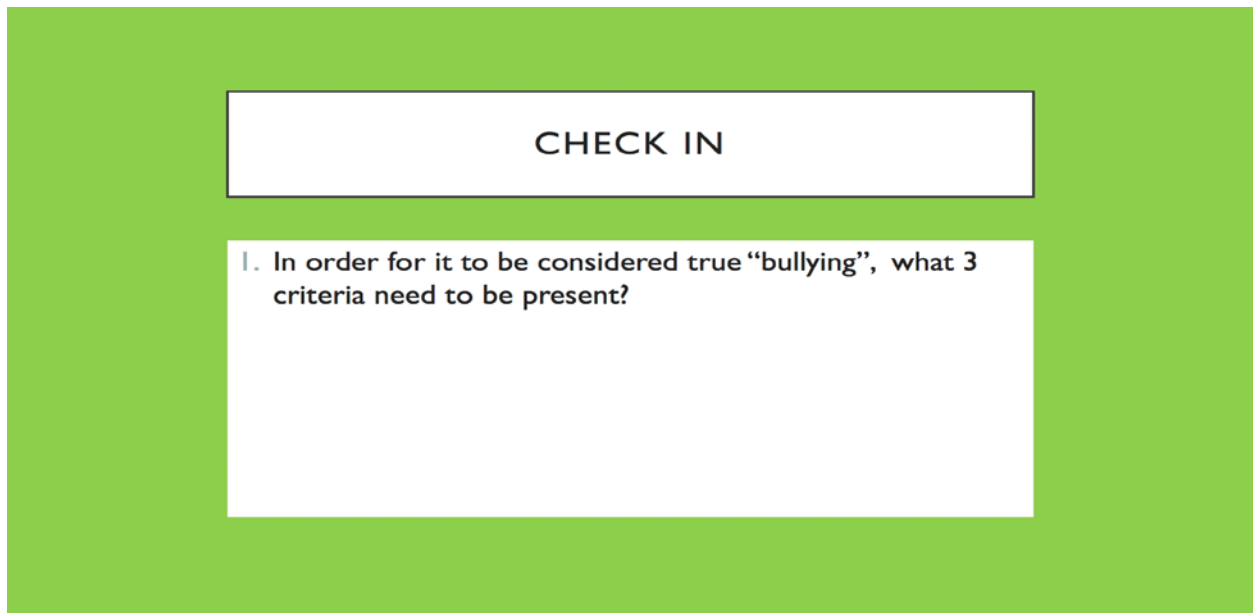 CHECK IN
1. In order for it to be considered true “bullying”, what 3
criteria need to be present?